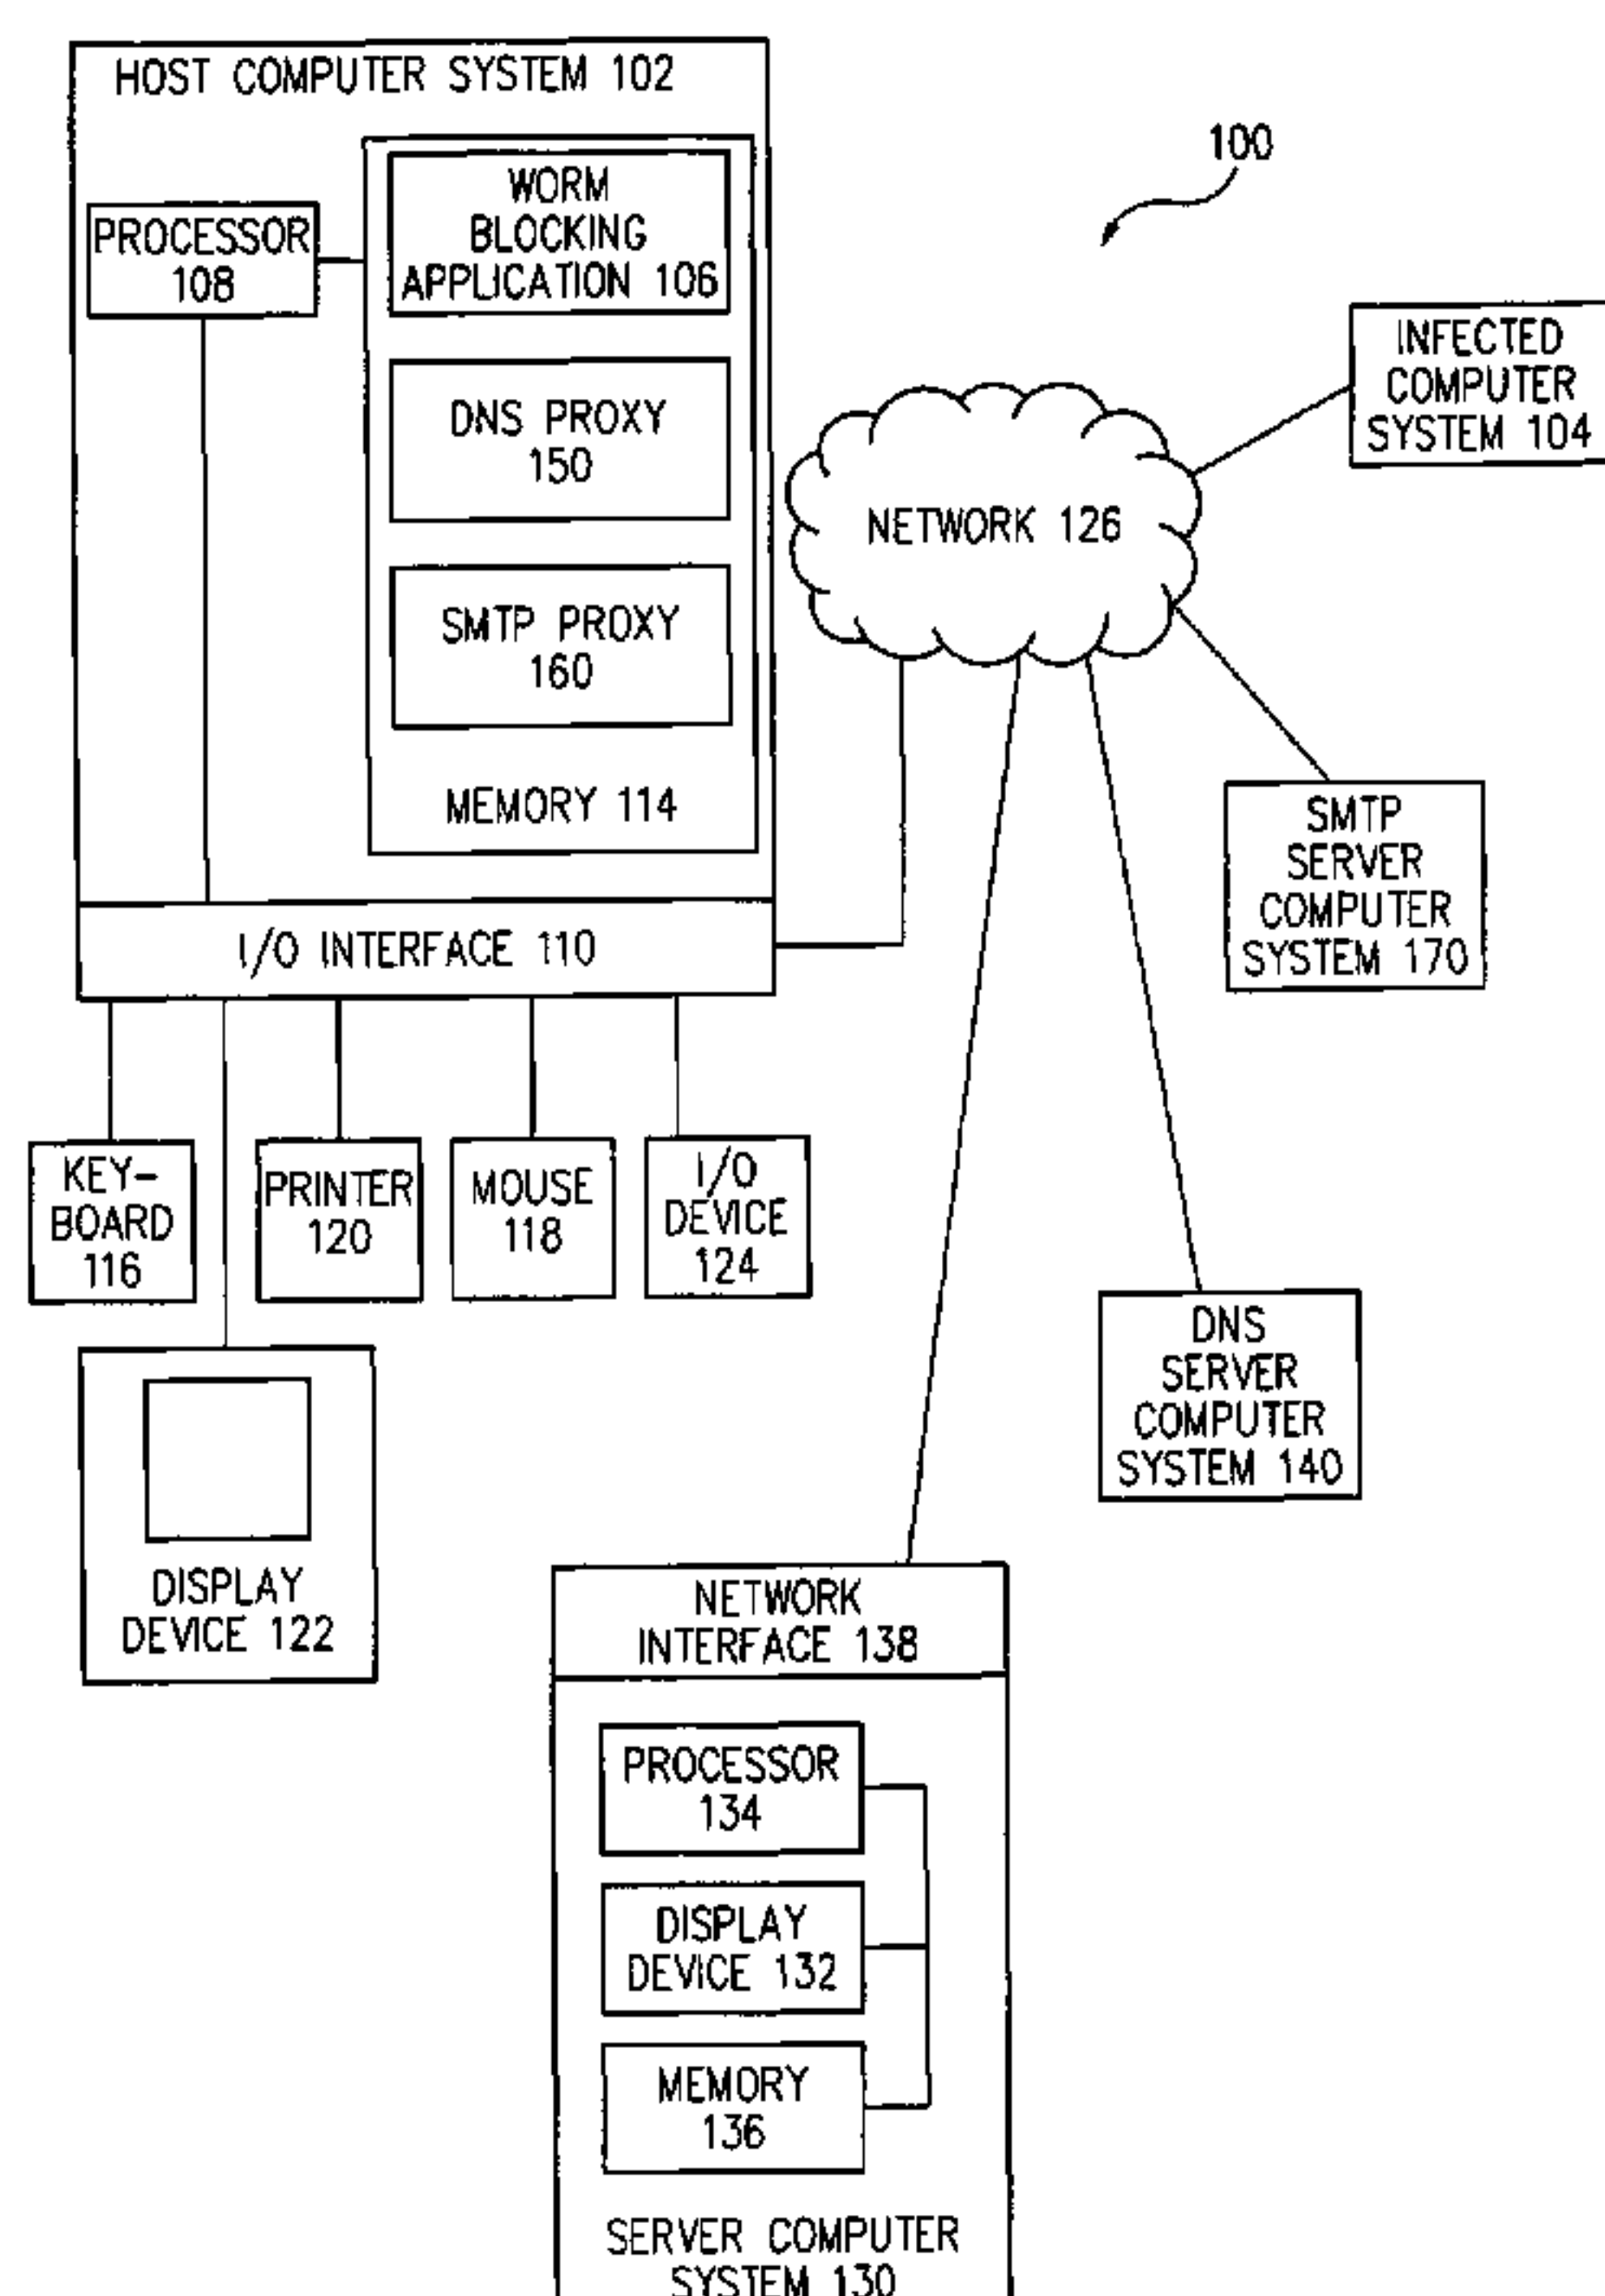 HOST COMPUTER SYSTEM 102
WORM
BLOCKING
APPLICATION 106
PROCESSOR
108
DNS PROXY
150
SMTP PROXY
160
MEMORY 114
I/O INTERFACE 110
100
INFECTED
COMPUTER
SYSTEM 104
NETWORK 126
SMTP
SERVER
COMPUTER
SYSTEM 170
KEY-
BOARD
116
PRINTER
120
MOUSE
118
I/O
DEVICE
124
DNS
SERVER
COMPUTER
SYSTEM 140
DISPLAY
DEVICE 122
NETWORK
INTERFACE 138
PROCESSOR
134
DISPLAY
DEVICE 132
MEMORY
136
SERVER COMPUTER
SYSTEM 130